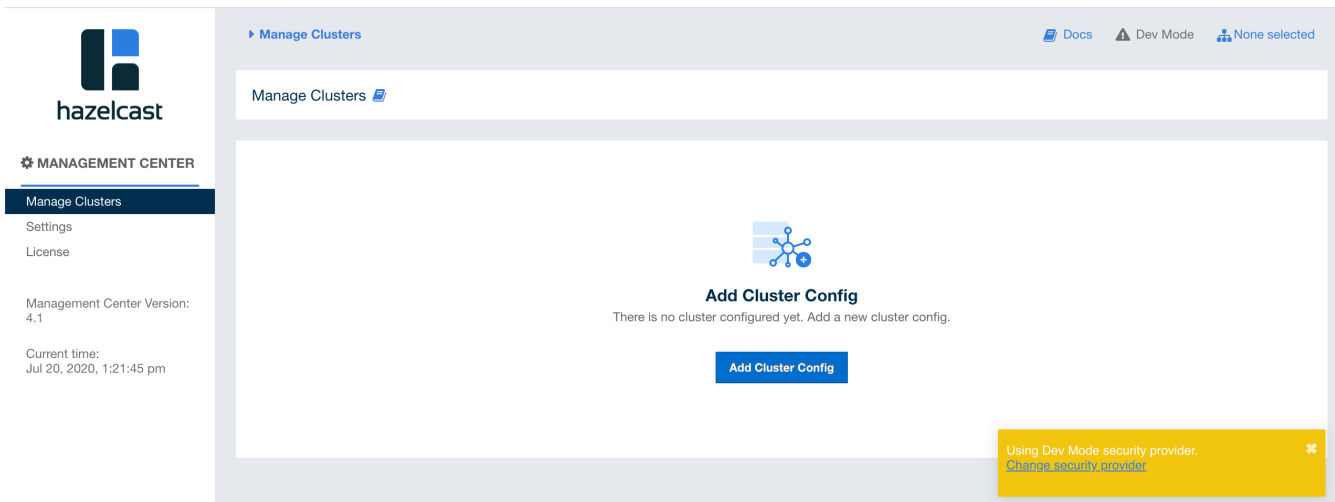 hazelcast
MANAGEMENT CENTER
Manage Clusters
Settings
License
Management Center Version:
4.1
Current time:
Jul 20, 2020, 1:21:45 pm
Manage Clusters
Docs
Dev Mode
None selected
Manage Clusters
Add Cluster Config
There is no cluster configured yet. Add a new cluster config.
Add Cluster Config
Using Dev Mode security provider.
Change security provider